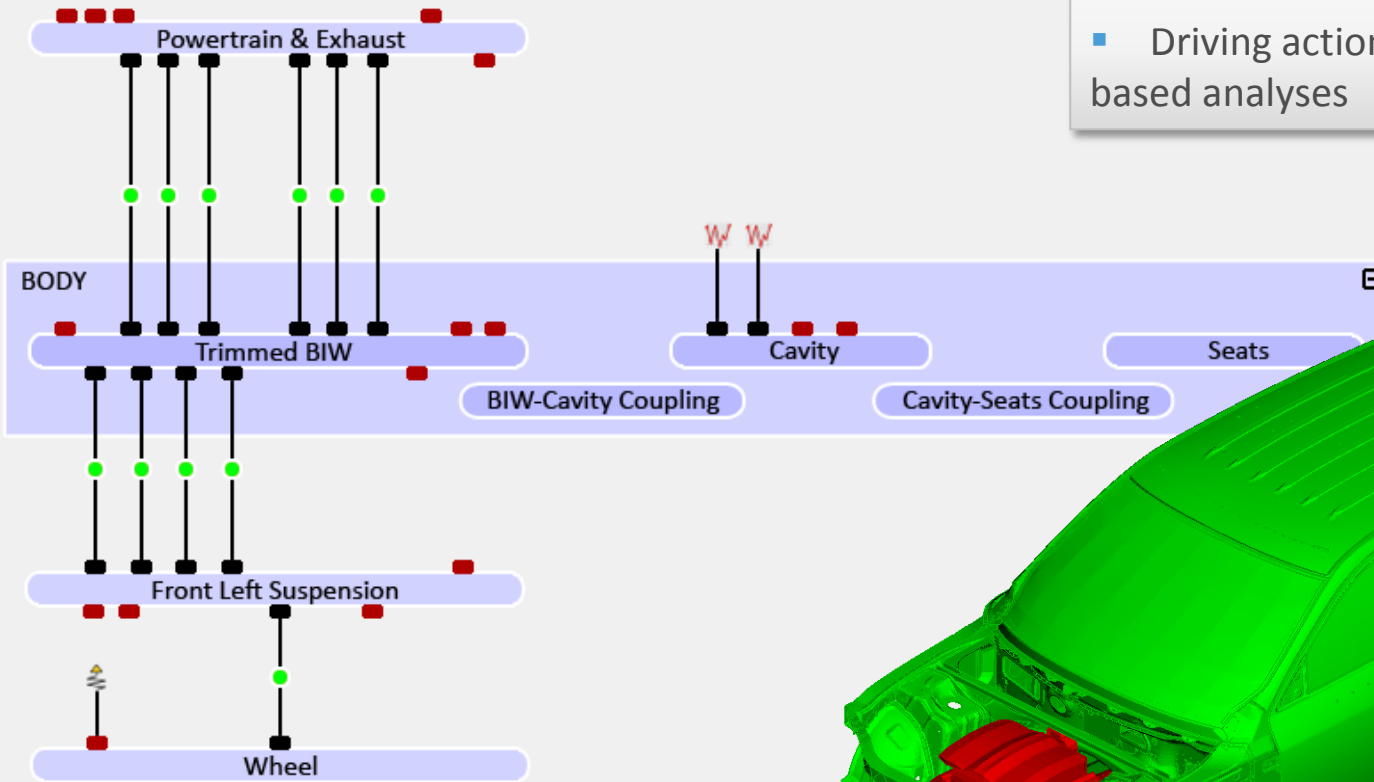 Powertrain & Exhaust
Driving action
based analyses
BODY
Trimmed BIW
Cavity
Seats
BIW-Cavity Coupling
Cavity-Seats Coupling
Front Left Suspension
Wheel